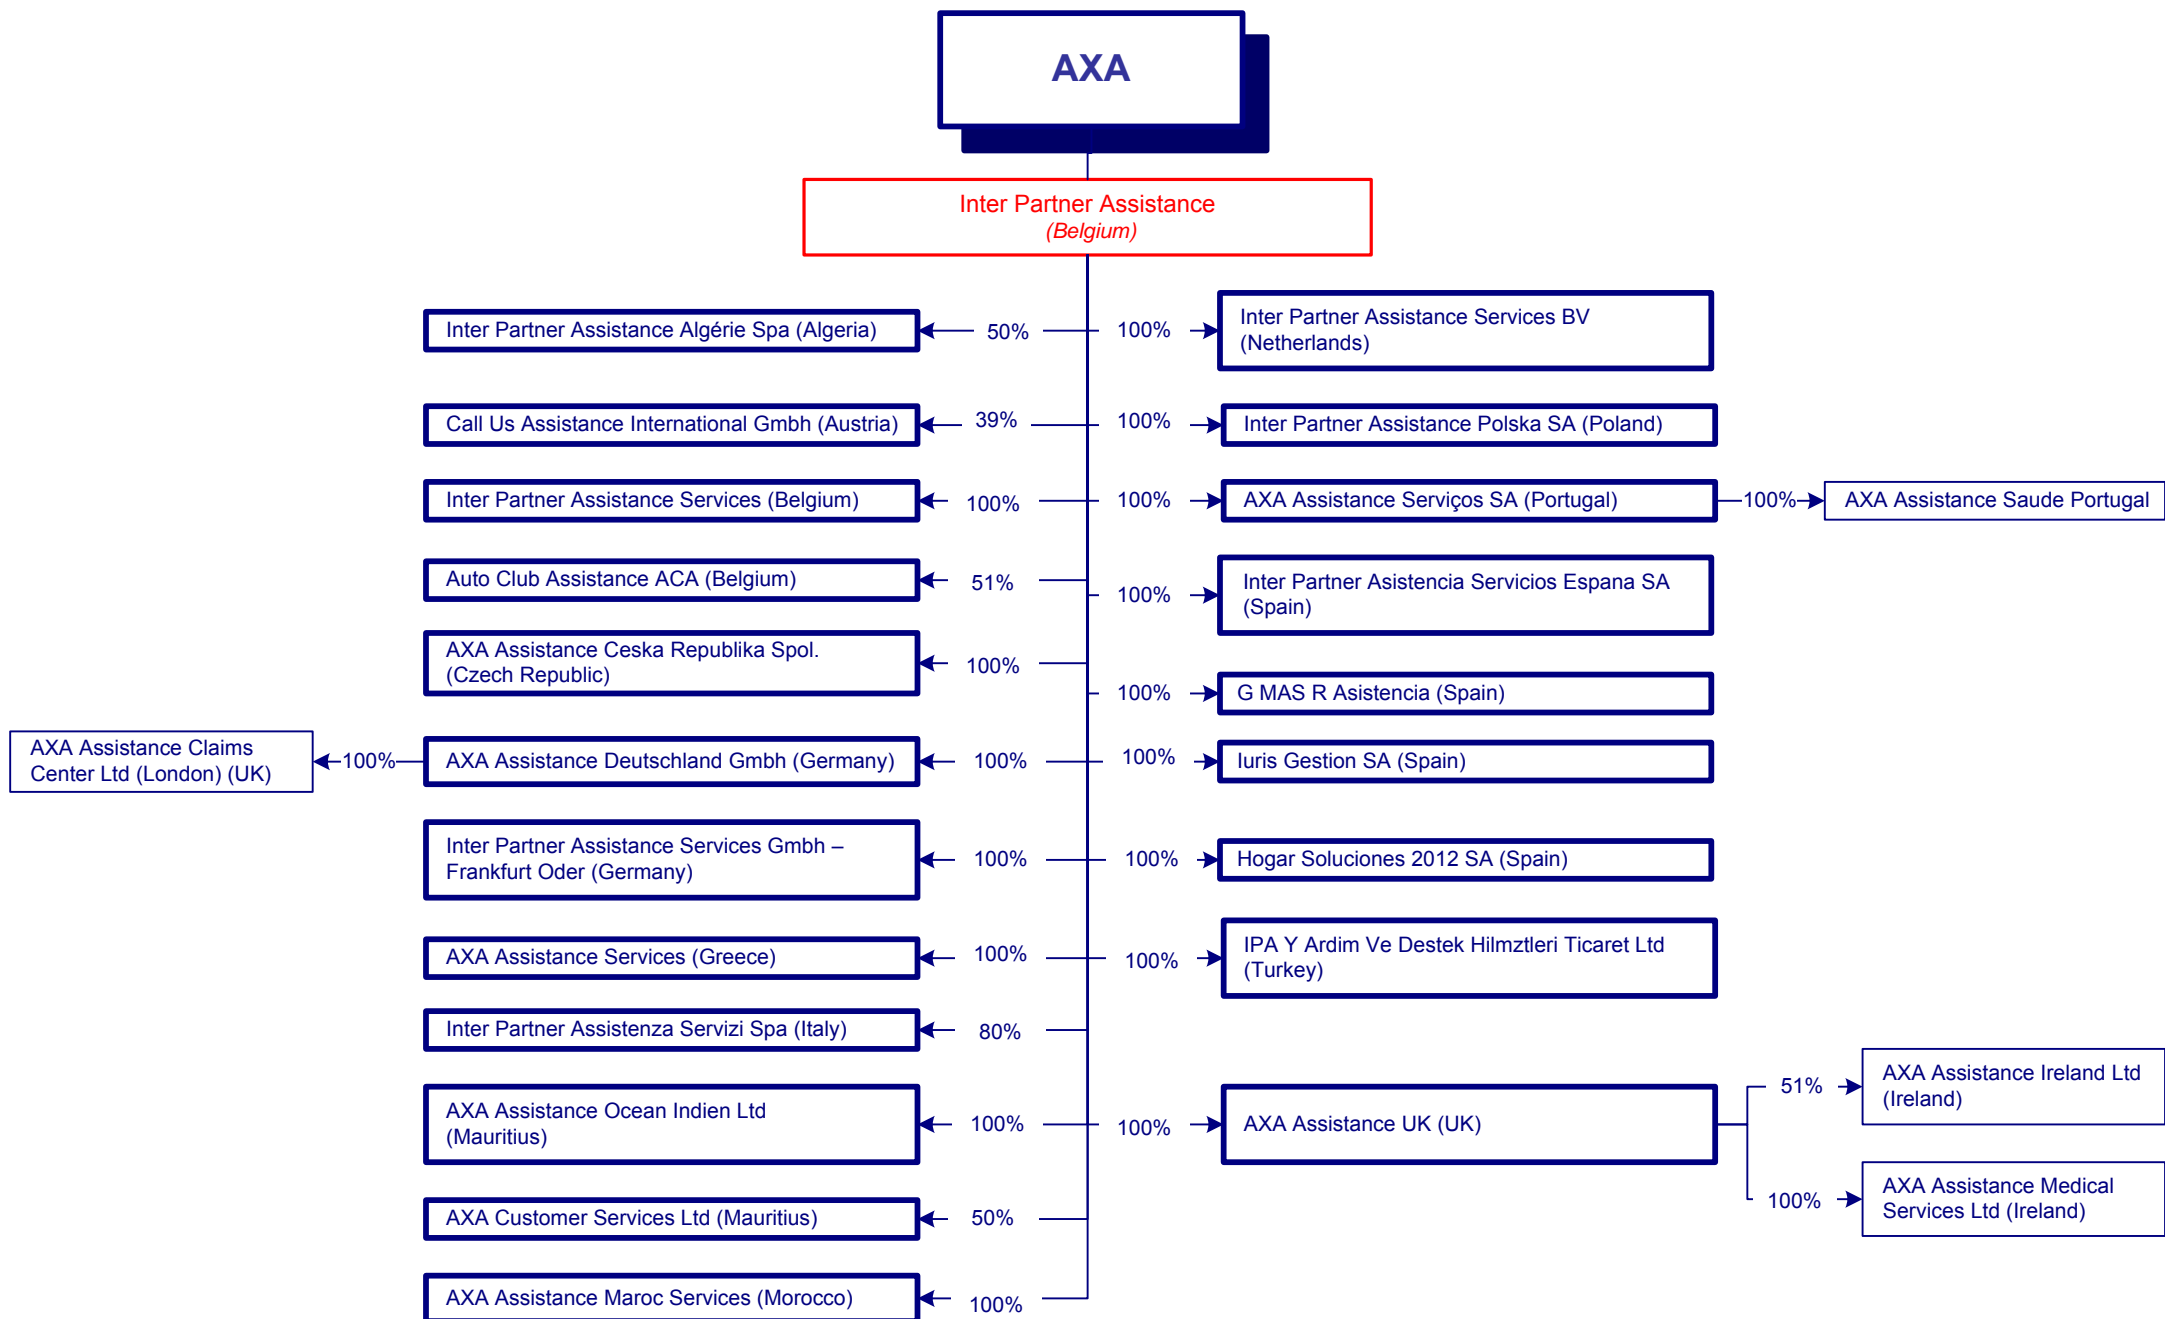 AXA
Inter Partner Assistance
(Belgium)
Inter Partner Assistance Algérie Spa (Algeria)
50%
100%
Inter Partner Assistance Services BV
(Netherlands)
Call Us Assistance International Gmbh (Austria)
39%
100%
Inter Partner Assistance Polska SA (Poland)
Inter Partner Assistance Services (Belgium)
100%
100%
AXA Assistance Serviços SA (Portugal)
100%
AXA Assistance Saude Portugal
Auto Club Assistance ACA (Belgium)
51%
100%
Inter Partner Asistencia Servicios Espana SA
(Spain)
AXA Assistance Ceska Republika Spol.
(Czech Republic)
100%
100%
G MAS R Asistencia (Spain)
AXA Assistance Claims
Center Ltd (London) (UK)
100%
AXA Assistance Deutschland Gmbh (Germany)
100%
100%
Iuris Gestion SA (Spain)
Inter Partner Assistance Services Gmbh –
Frankfurt Oder (Germany)
100%
100%
Hogar Soluciones 2012 SA (Spain)
AXA Assistance Services (Greece)
100%
100%
IPA Y Ardim Ve Destek Hilmztleri Ticaret Ltd
(Turkey)
Inter Partner Assistenza Servizi Spa (Italy)
80%
AXA Assistance Ocean Indien Ltd
(Mauritius)
100%
100%
AXA Assistance UK (UK)
51%
AXA Assistance Ireland Ltd
(Ireland)
100%
AXA Assistance Medical
Services Ltd (Ireland)
AXA Customer Services Ltd (Mauritius)
50%
AXA Assistance Maroc Services (Morocco)
100%